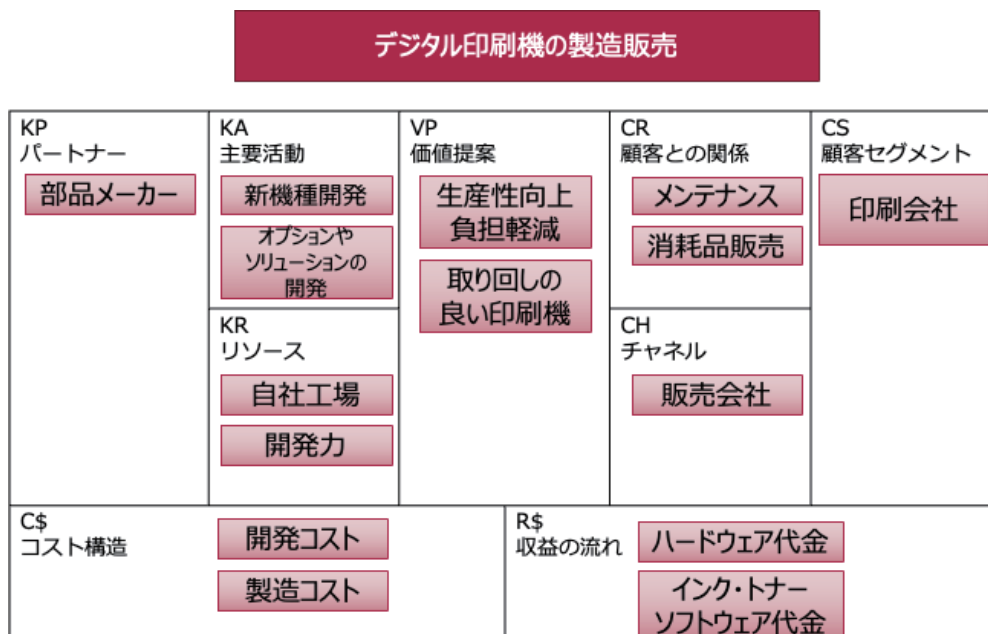 デジタル印刷機の製造販売
KP
パートナー
部品メーカー
KA
主要活動
新機種開発
オプションや
ソリューションの
開発
KR
リソース
自社工場
開発力
VP
価値提案
生産性向上
負担軽減
取り回しの
良い印刷機
CR
顧客との関係
メンテナンス
消耗品販売
CH
チャネル
販売会社
CS
顧客セグメント
印刷会社
C$
コスト構造
開発コスト
製造コスト
R$
収益の流れ
ハードウェア代金
インク・トナー
ソフトウェア代金